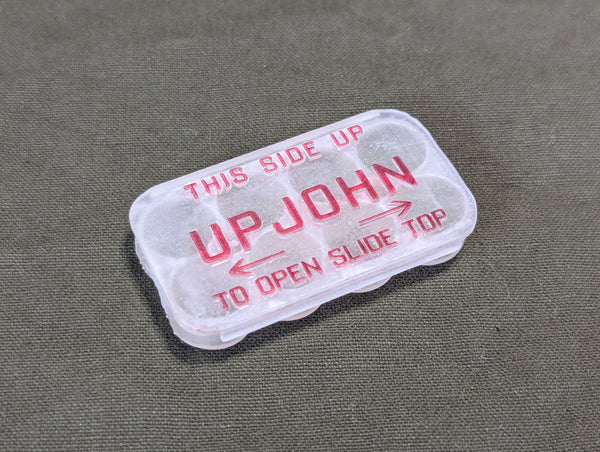 THIS SIDE UP
UPJOHN
TO OPEN SLIDE TOP